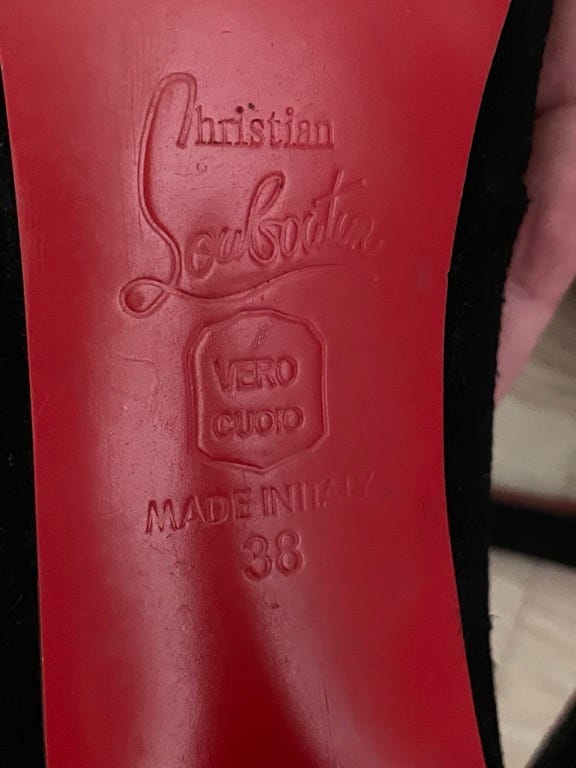 Christian
Louboutin
VERO
CUOIO
MADE IN ITALY
38